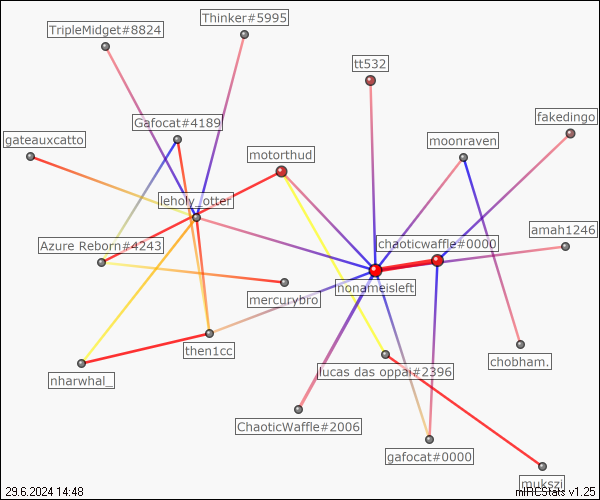 Thinker#5995
TripleMidget#8824
tt532
fakedingo
Gafocat#4189
gateauxcatto
moonraven
motorthud
leholy_otter
amah1246
Azure Reborn#4243
chaoticwaffle#0000
nonameisleft
mercurybro
then1cc
chobham.
lucas das oppai#2396
nharwhal_
ChaoticWaffle#2006
gafocat#0000
mukszi
29.6.2024 14:48
mIRCStats v1.25